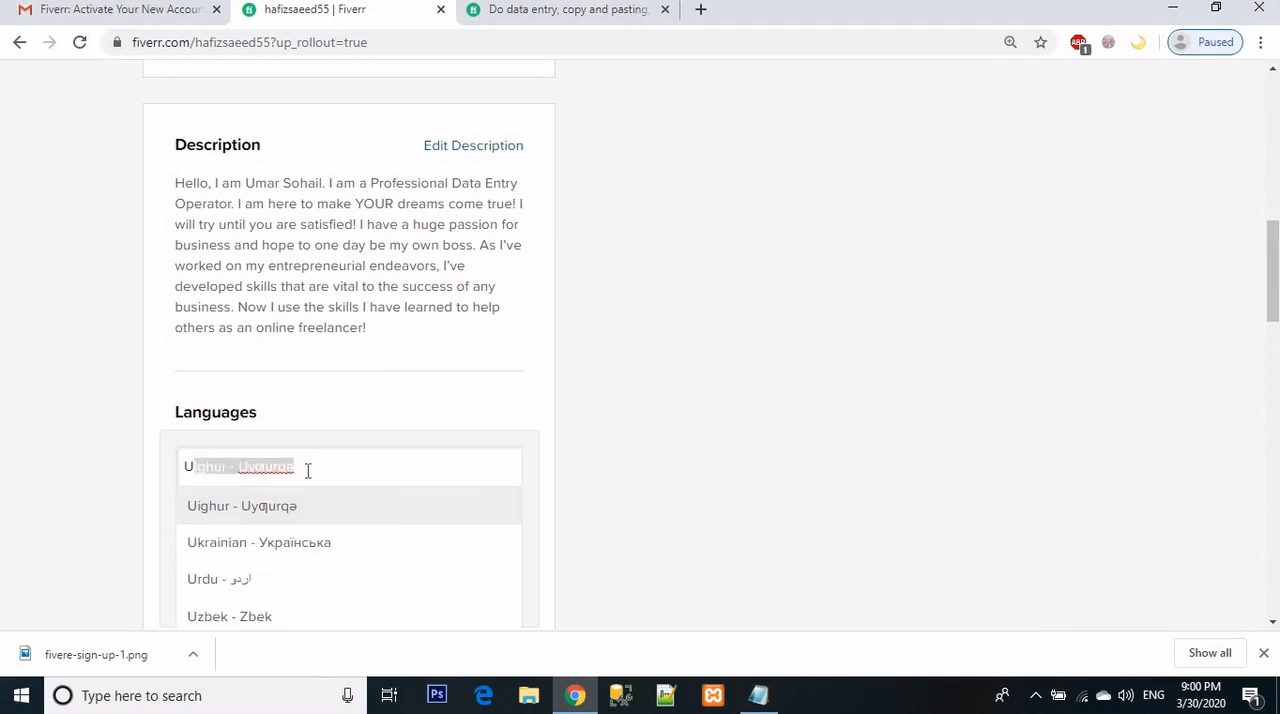 Fiverr: Activate Your New Accou
hafizsaeed55 | Fiverr
Do data entry, copy and pasting,
fiverr.com/hafizsaeed55?up_rollout=true
ABP
1
Paused
Description
Edit Description
Hello, I am Umar Sohail. I am a Professional Data Entry
Operator. I am here to make YOUR dreams come true! I
will try until you are satisfied! I have a huge passion for
business and hope to one day be my own boss. As I've
worked on my entrepreneurial endeavors, I've
developed skills that are vital to the success of any
business. Now I use the skills I have learned to help
others as an online freelancer!
Languages
Uighur - Uyƣurqə
Uighur - Uyƣurqə
Ukrainian - Українська
Urdu - اردو
Uzbek - Zbek
fivere-sign-up-1.png
Show all
Type here to search
Ps
ENG
9:00 PM
3/30/2020
1